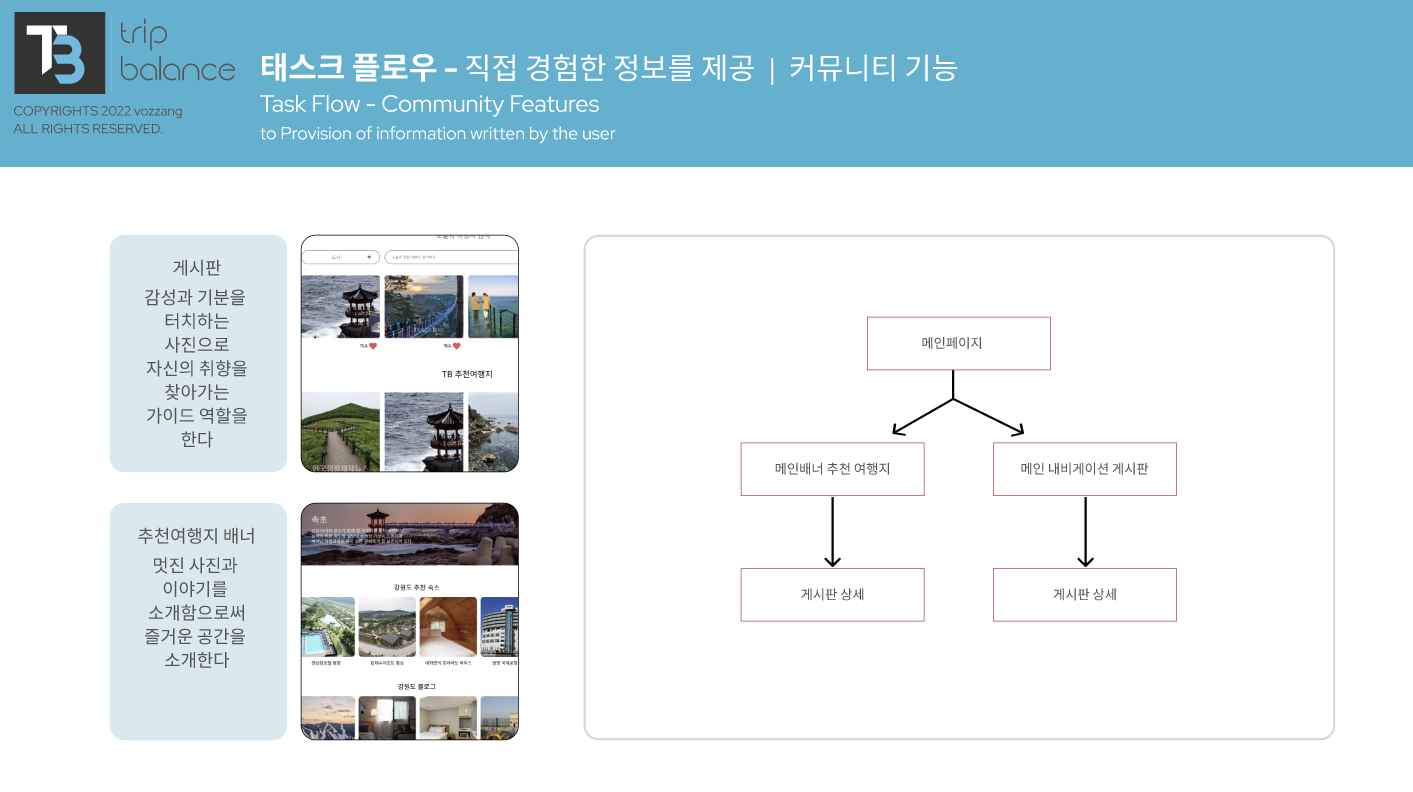 TB
trip
balance
COPYRIGHTS 2022 vozzang
ALL RIGHTS RESERVED.
태스크 플로우 - 직접 경험한 정보를 제공 | 커뮤니티 기능
Task Flow - Community Features
to Provision of information written by the user
게시판
감성과 기분을
터치하는
사진으로
자신의 취향을
찾아가는
가이드 역할을
한다
도시
TB 추천여행지
추천여행지 배너
멋진 사진과
이야기를
소개함으로써
즐거운 공간을
소개한다
속초
강원도 추천 숙소
강원도 블로그
메인페이지
메인배너 추천 여행지
메인 내비게이션 게시판
게시판 상세
게시판 상세